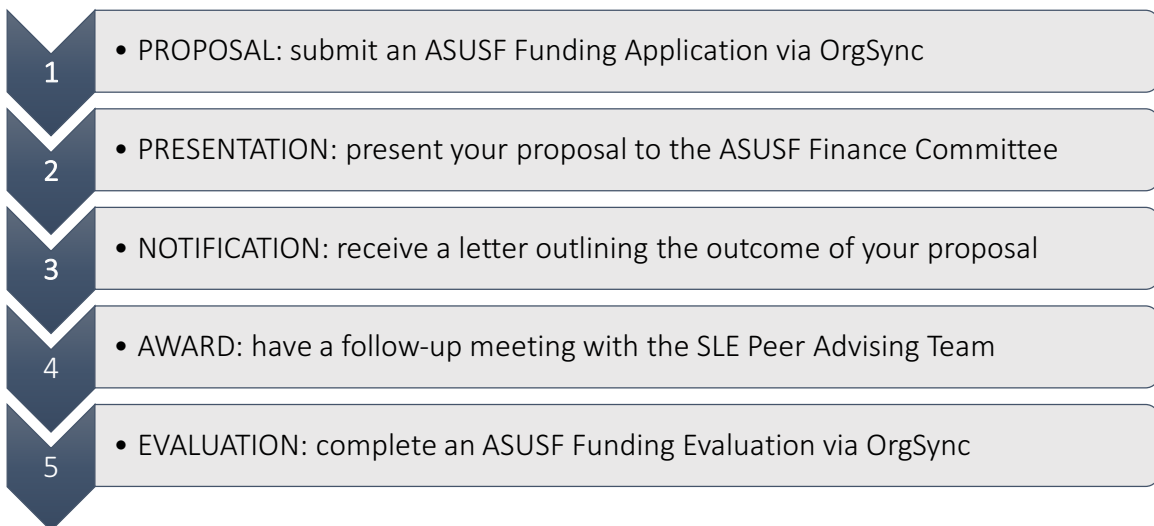 1
• PROPOSAL: submit an ASUSF Funding Application via OrgSync
2
• PRESENTATION: present your proposal to the ASUSF Finance Committee
3
• NOTIFICATION: receive a letter outlining the outcome of your proposal
4
• AWARD: have a follow-up meeting with the SLE Peer Advising Team
5
• EVALUATION: complete an ASUSF Funding Evaluation via OrgSync